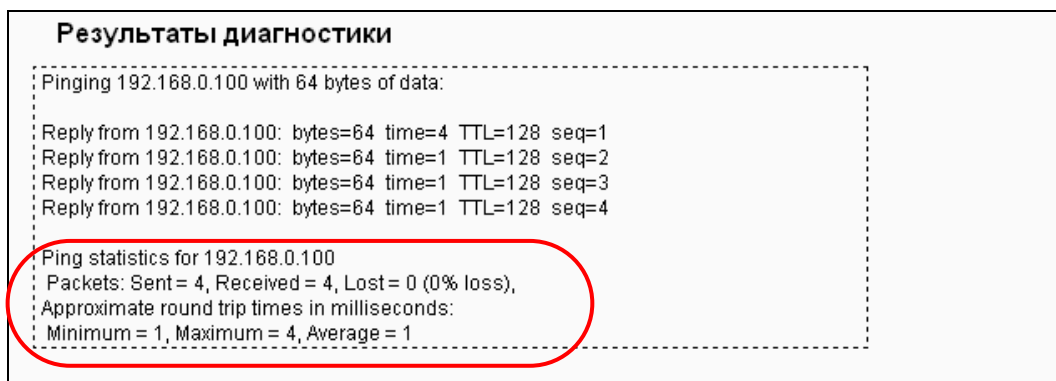 Результаты диагностики
Pinging 192.168.0.100 with 64 bytes of data:
Reply from 192.168.0.100: bytes=64 time=4 TTL=128 seq=1
Reply from 192.168.0.100: bytes=64 time=1 TTL=128 seq=2
Reply from 192.168.0.100: bytes=64 time=1 TTL=128 seq=3
Reply from 192.168.0.100: bytes=64 time=1 TTL=128 seq=4
Ping statistics for 192.168.0.100
Packets: Sent = 4, Received = 4, Lost = 0 (0% loss),
Approximate round trip times in milliseconds:
Minimum = 1, Maximum = 4, Average = 1